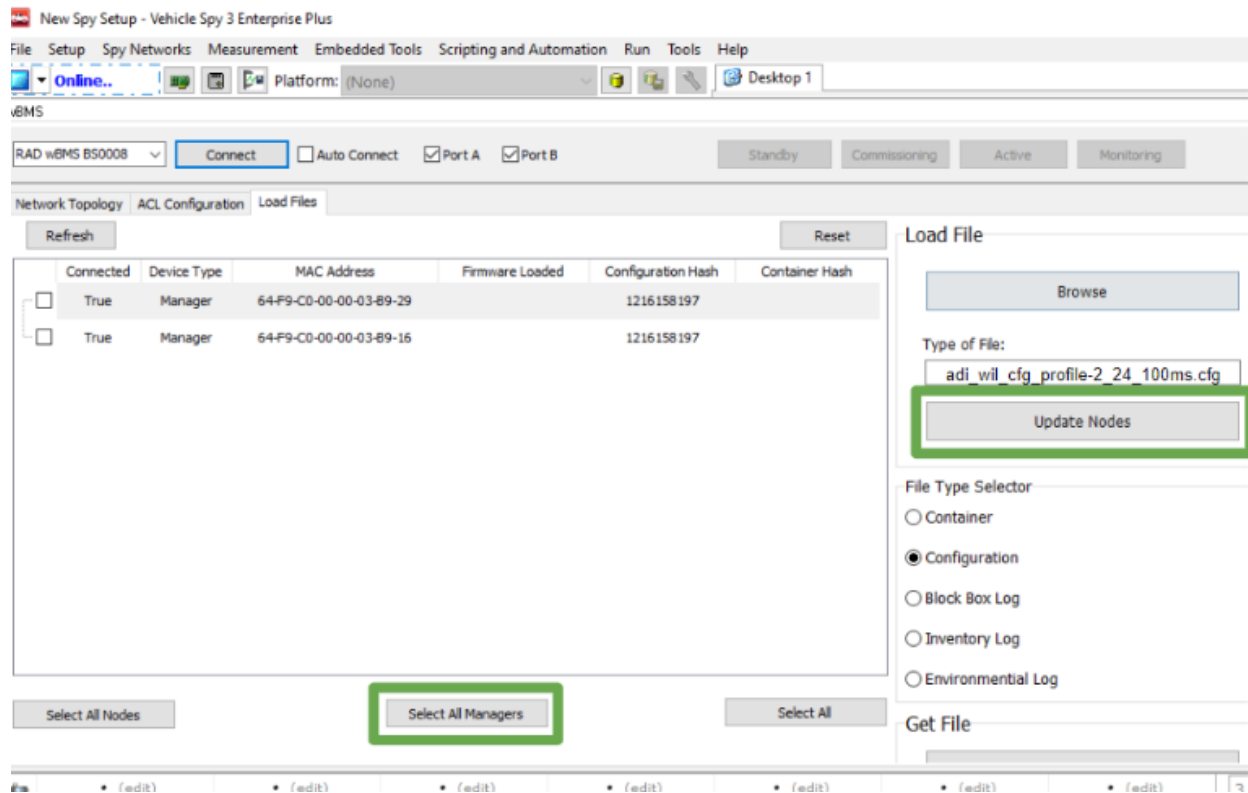 New Spy Setup - Vehicle Spy 3 Enterprise Plus
File Setup Spy Networks Measurement Embedded Tools Scripting and Automation Run Tools Help
Online.. Platform: (None) Desktop 1
wBMS
RAD wBMS BS0008 Connect Auto Connect Port A Port B Standby Commissioning Active Monitoring
Network Topology ACL Configuration Load Files
Refresh Reset Load File
Connected Device Type MAC Address Firmware Loaded Configuration Hash Container Hash
Browse
True Manager 64-F9-C0-00-00-03-B9-29 1216158197
True Manager 64-F9-C0-00-00-03-B9-16 1216158197
Type of File:
adi_wil_cfg_profile-2_24_100ms.cfg
Update Nodes
File Type Selector
Container
Configuration
Block Box Log
Inventory Log
Environmential Log
Select All Nodes Select All Managers Select All
Get File
• (edit) • (edit) • (edit) • (edit) • (edit) • (edit) • (edit) 3